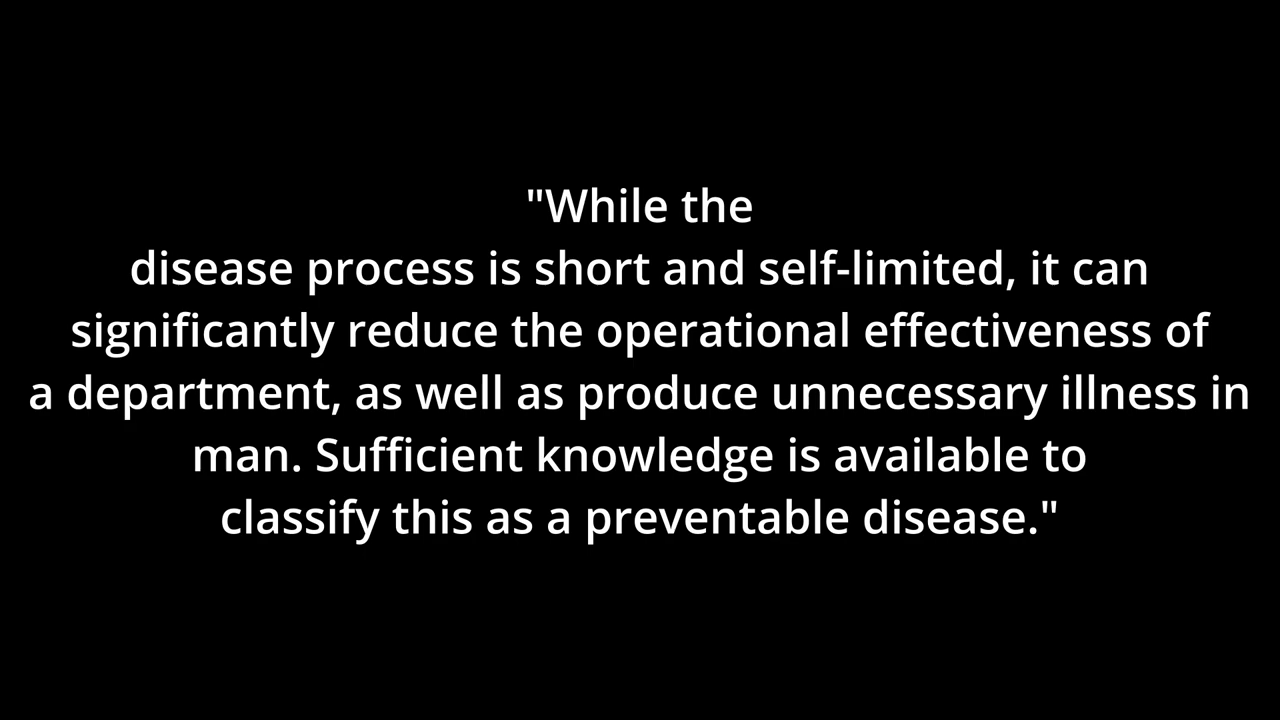 "While the
disease process is short and self-limited, it can
significantly reduce the operational effectiveness of
a department, as well as produce unnecessary illness in
man. Sufficient knowledge is available to
classify this as a preventable disease."